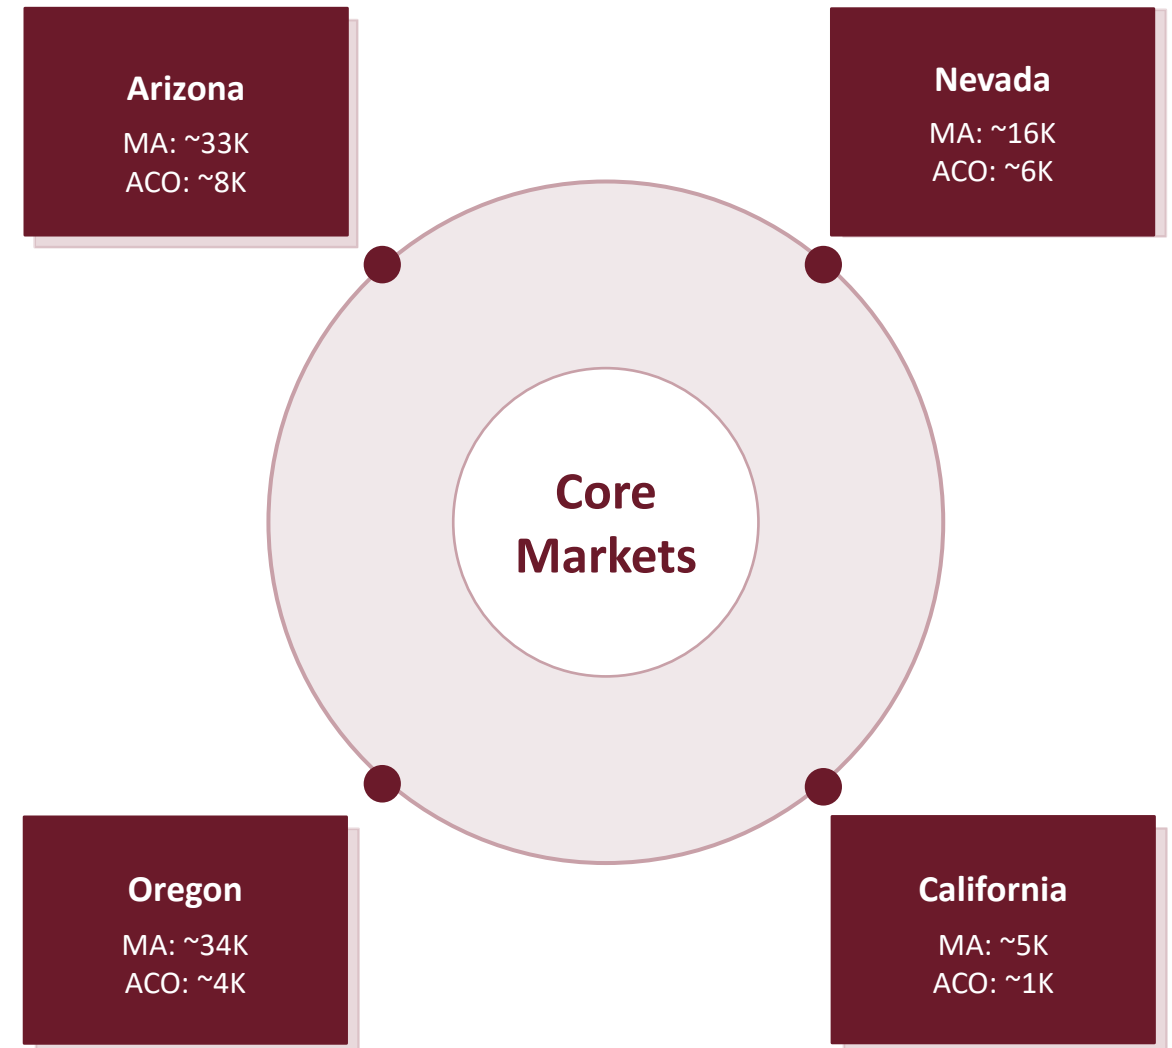 Arizona
MA: ~33K
ACO: ~8K
Nevada
MA: ~16K
ACO: ~6K
Core
Markets
Oregon
MA: ~34K
ACO: ~4K
California
MA: ~5K
ACO: ~1K